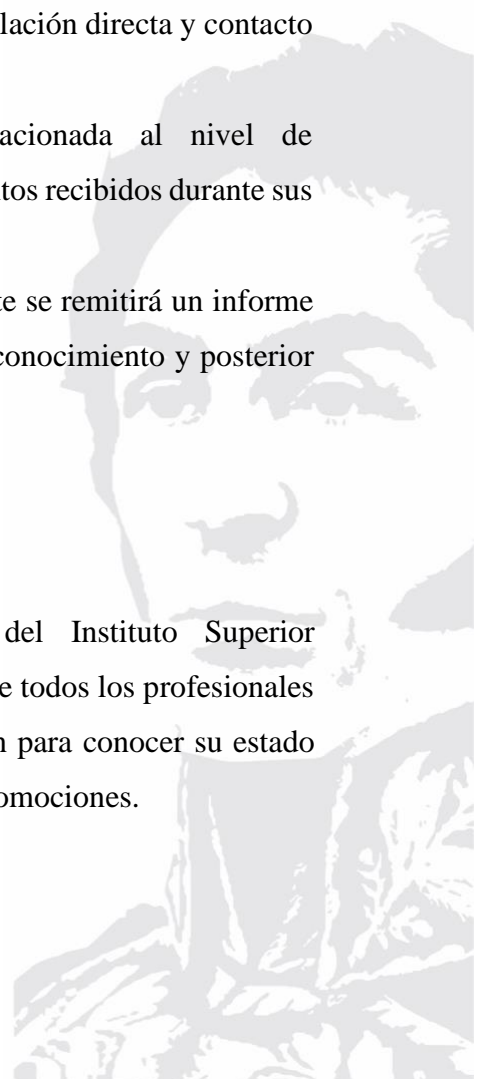 lación directa y contacto
acionada al nivel de
tos recibidos durante sus
te se remitirá un informe
conocimiento y posterior
del Instituto Superior
e todos los profesionales
n para conocer su estado
omociones.